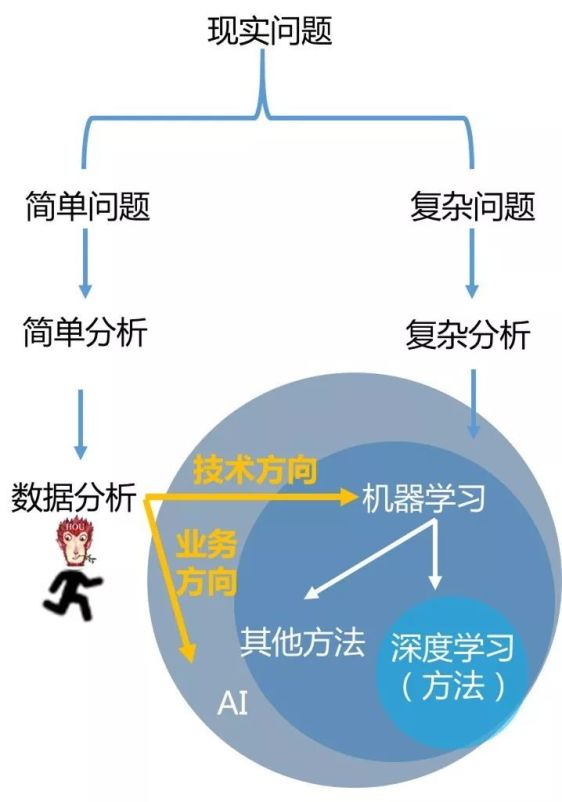 现实问题
简单问题
复杂问题
简单分析
复杂分析
技术方向
数据分析
机器学习
HOU
业务
方向
其他方法
深度学习
（方法）
AI